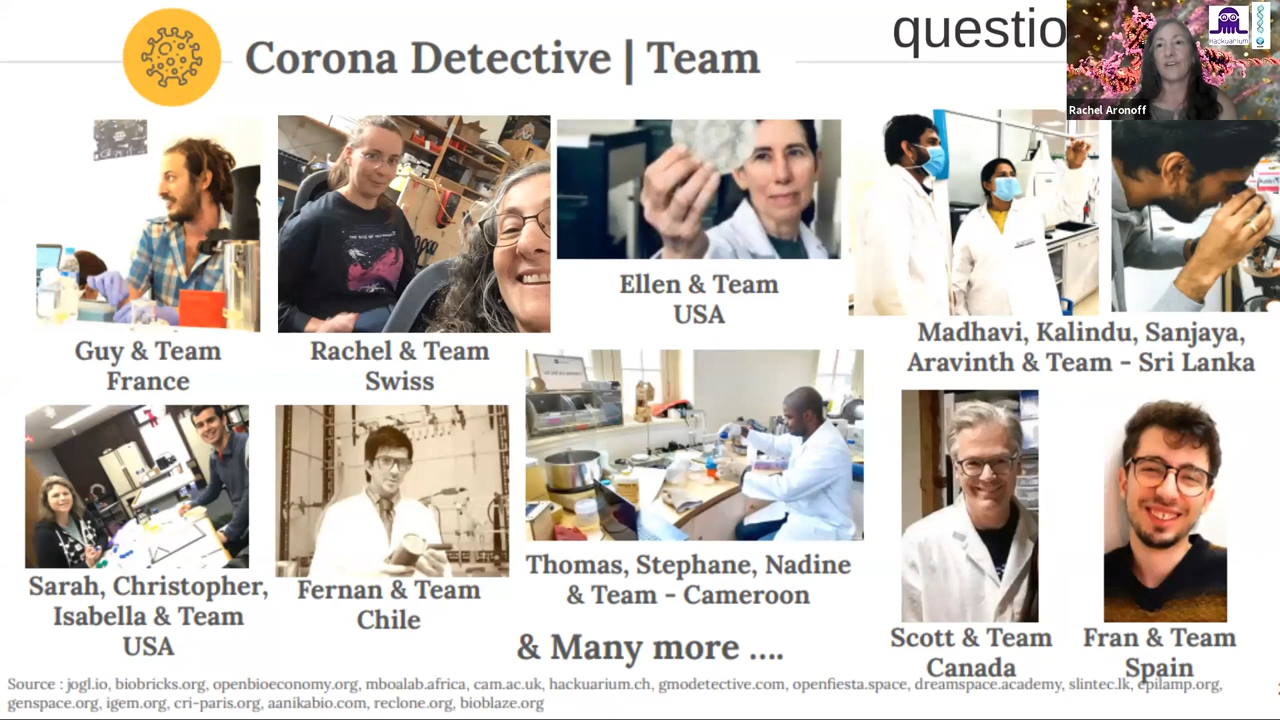 Corona Detective | Team
questio
Hackuarium
Rachel Aronoff
Guy & Team
France
Rachel & Team
Swiss
Ellen & Team
USA
Madhavi, Kalindu, Sanjaya,
Aravinth & Team - Sri Lanka
Sarah, Christopher,
Isabella & Team
USA
Fernan & Team
Chile
Thomas, Stephane, Nadine
& Team - Cameroon
Scott & Team
Canada
Fran & Team
Spain
& Many more ....
Source : jogl.io, biobricks.org, openbioeconomy.org, mboalab.africa, cam.ac.uk, hackuarium.ch, gmodetective.com, openfiesta.space, dreamspace.academy, slintec.lk, epilamp.org,
genspace.org, igem.org, cri-paris.org, aanikabio.com, reclone.org, bioblaze.org